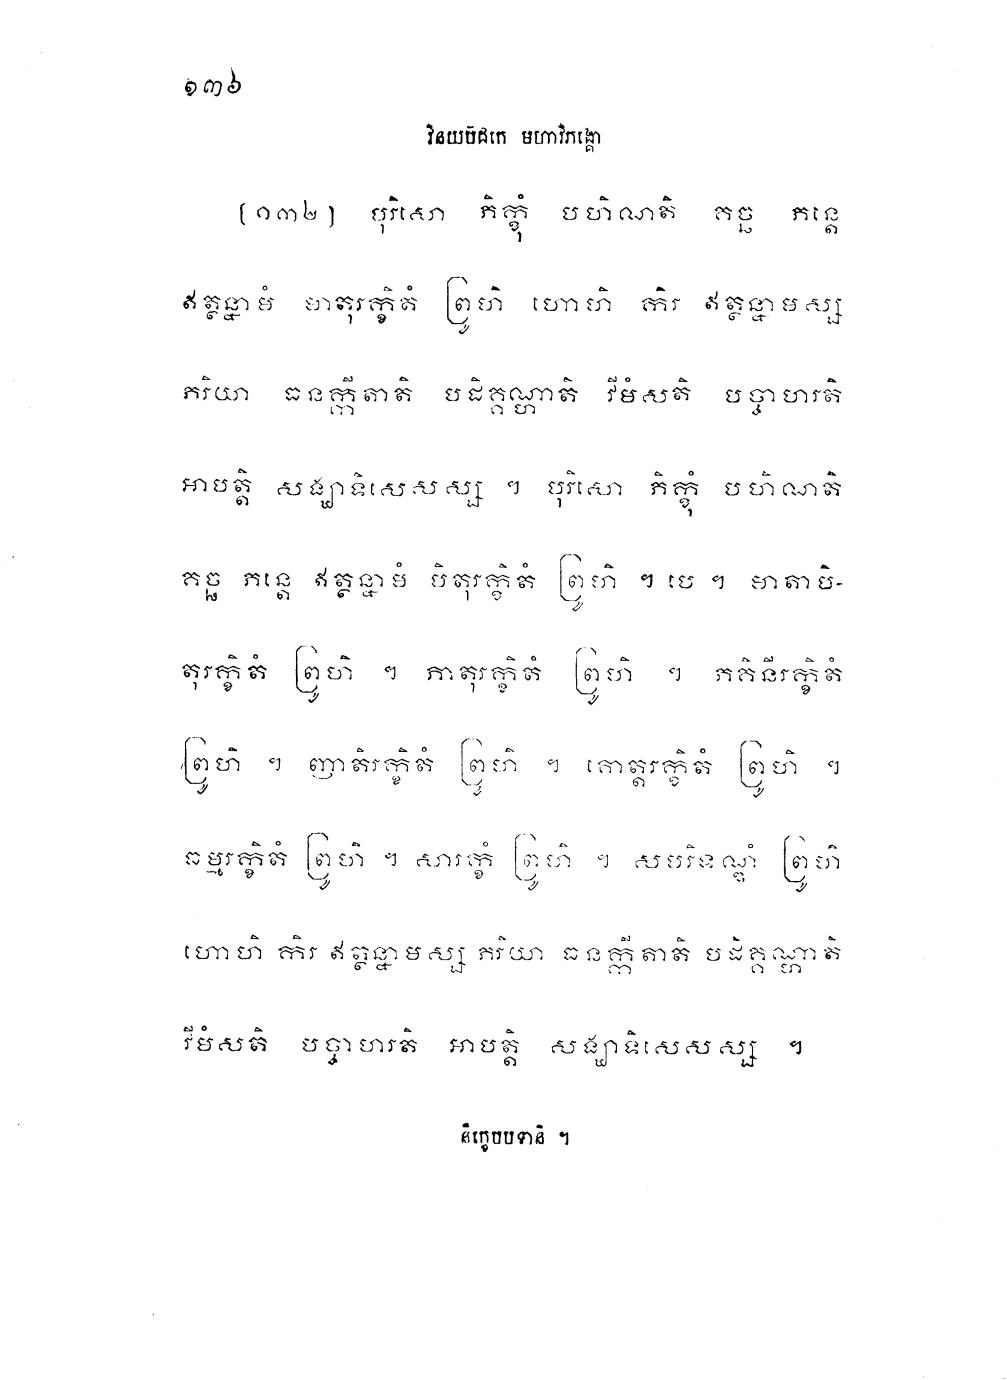 ១៣៦
វិនយបិដកេ មហាវិភង្គោ
(១៣២) បុរិសោ ភិក្ខុំ បហិណតិ គច្ឆ ភន្តេ
ឥត្ថន្នាមំ មាតុរក្ខិតំ ព្រូហិ ហោហិ កិរ ឥត្ថន្នាមស្ស
ភរិយា ធនក្កីតាតិ បដិគ្គណ្ហាតិ វីមំសតិ បច្ចាហរតិ
អាបត្តិ សង្ឃាទិសេសស្ស ។ បុរិសោ ភិក្ខុំ បហិណតិ
គច្ឆ ភន្តេ ឥត្ថន្នាមំ បិតុរក្ខិតំ ព្រូហិ ។ បេ ។ មាតាបិ-
តុរក្ខិតំ ព្រូហិ ។ ភាតុរក្ខិតំ ព្រូហិ ។ ភគិនីរក្ខិតំ
ព្រូហិ ។ ញាតិរក្ខិតំ ព្រូហិ ។ គោត្តរក្ខិតំ ព្រូហិ ។
ធម្មរក្ខិតំ ព្រូហិ ។ សារក្ខំ ព្រូហិ ។ សបរិទណ្ឌំ ព្រូហិ
ហោហិ កិរ ឥត្ថន្នាមស្ស ភរិយា ធនក្កីតាតិ បដិគ្គណ្ហាតិ
វីមំសតិ បច្ចាហរតិ អាបត្តិ សង្ឃាទិសេសស្ស ។
និក្ខេបបទានិ ។